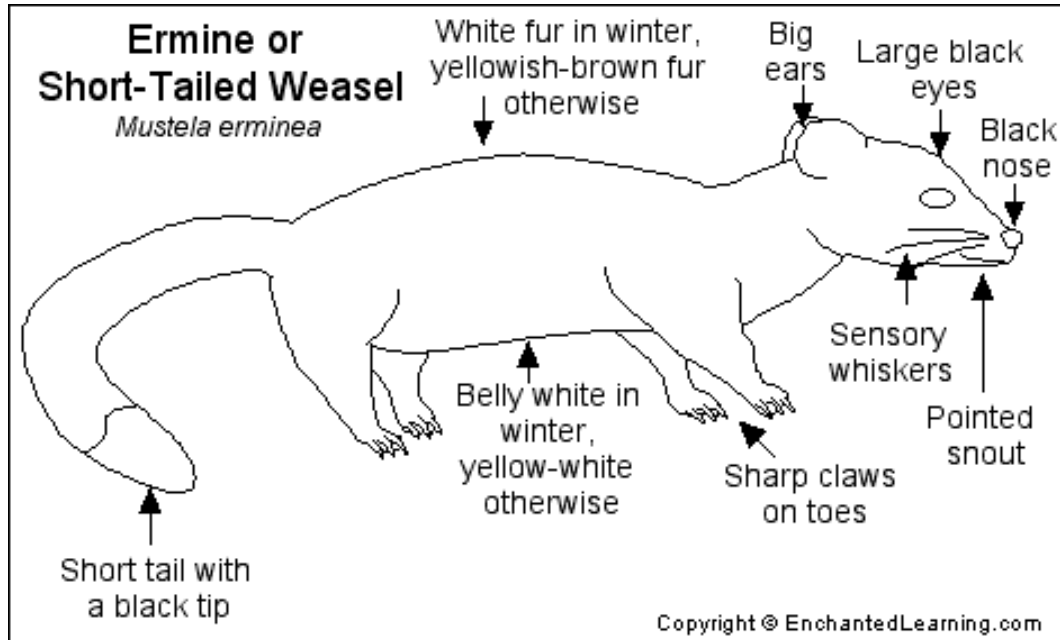 Ermine or
Short-Tailed Weasel
Mustela erminea
White fur in winter,
yellowish-brown fur
otherwise
Big
ears
Large black
eyes
Black
nose
Sensory
whiskers
Pointed
snout
Belly white in
winter,
yellow-white
otherwise
Sharp claws
on toes
Short tail with
a black tip
Copyright © EnchantedLearning.com